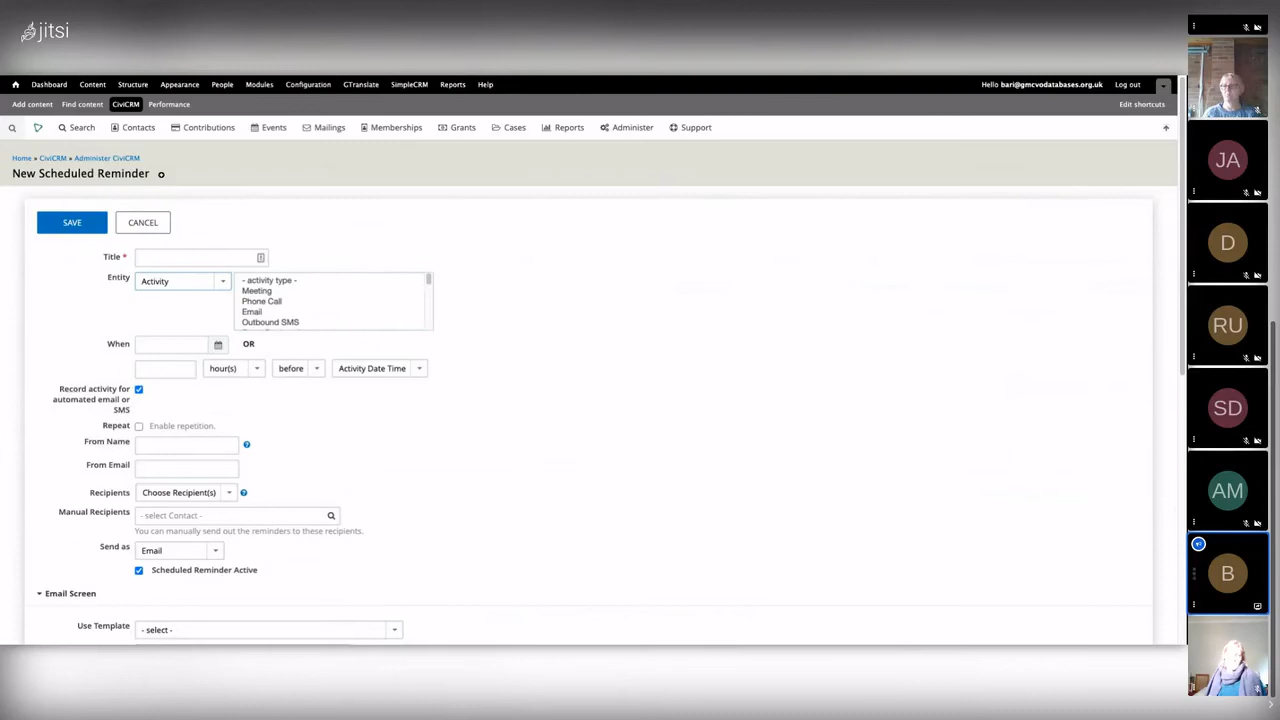 jitsi
Dashboard Content Structure Appearance People Modules Configuration GTranslate SimpleCRM Reports Help Hello bari@gmcvodatabases.org.uk Log out
Add content Find content CiviCRM Performance Edit shortcuts
Search Contacts Contributions Events Mailings Memberships Grants Cases Reports Administer Support
Home » CiviCRM » Administer CiviCRM
New Scheduled Reminder
SAVE CANCEL
Title *
Entity Activity - activity type -
Meeting
Phone Call
Email
Outbound SMS
When OR
hour(s) before Activity Date Time
Record activity for
automated email or
SMS
Repeat Enable repetition.
From Name
From Email
Recipients Choose Recipient(s)
Manual Recipients - select Contact -
You can manually send out the reminders to these recipients.
Send as Email
Scheduled Reminder Active
Email Screen
Use Template - select -
JA
D
RU
SD
AM
B